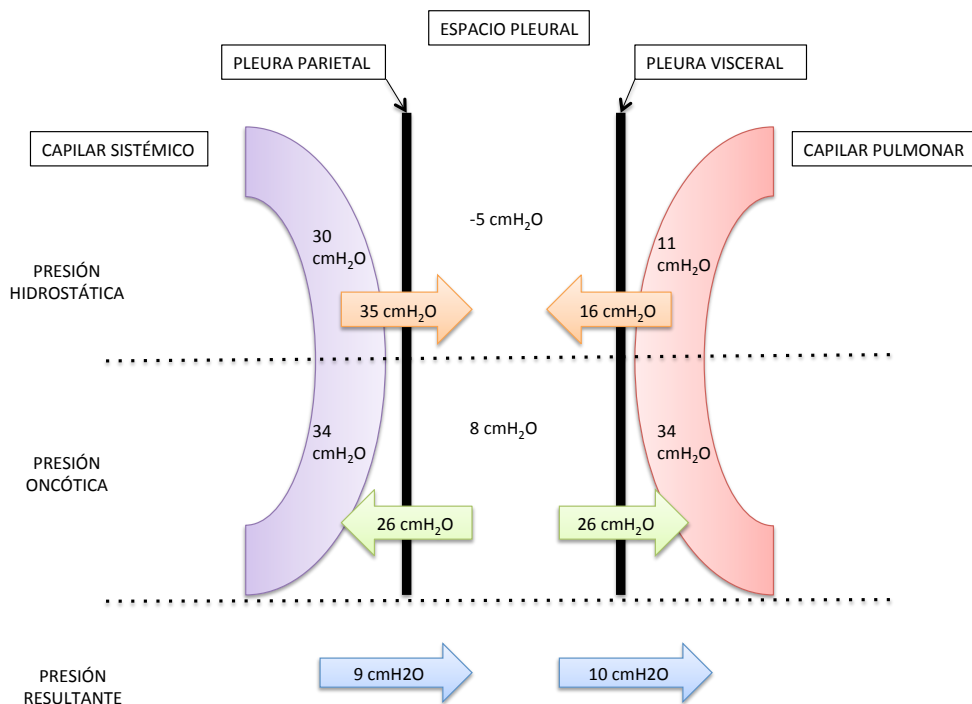 ESPACIO PLEURAL
PLEURA PARIETAL
PLEURA VISCERAL
CAPILAR SISTÉMICO
CAPILAR PULMONAR
-5 cmH₂O
30
cmH₂O
11
cmH₂O
PRESIÓN
HIDROSTÁTICA
35 cmH₂O
16 cmH₂O
8 cmH₂O
34
cmH₂O
34
cmH₂O
PRESIÓN
ONCÓTICA
26 cmH₂O
26 cmH₂O
PRESIÓN
RESULTANTE
9 cmH2O
10 cmH2O